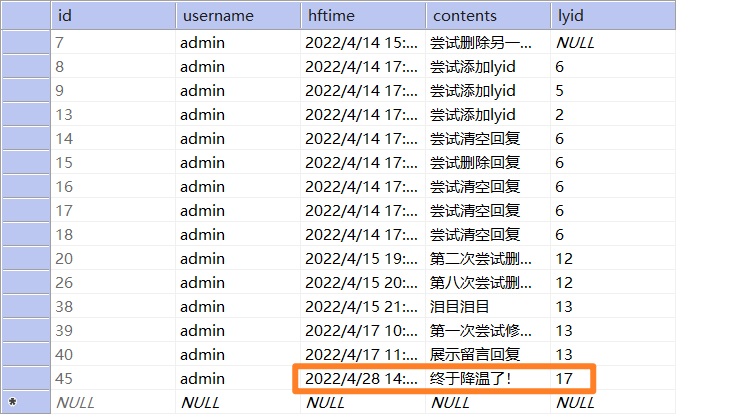 id username hftime contents lyid
7 admin 2022/4/14 15:... 尝试删除另一... NULL
8 admin 2022/4/14 17:... 尝试添加lyid 6
9 admin 2022/4/14 17:... 尝试添加lyid 5
13 admin 2022/4/14 17:... 尝试添加lyid 2
14 admin 2022/4/14 17:... 尝试清空回复 6
15 admin 2022/4/14 17:... 尝试删除回复 6
16 admin 2022/4/14 17:... 尝试清空回复 6
17 admin 2022/4/14 17:... 尝试清空回复 6
18 admin 2022/4/14 17:... 尝试清空回复 6
20 admin 2022/4/15 19:... 第二次尝试删... 12
26 admin 2022/4/15 20:... 第八次尝试删... 12
38 admin 2022/4/15 21:... 泪目泪目 13
39 admin 2022/4/17 10:... 第一次尝试修... 13
40 admin 2022/4/17 11:... 展示留言回复 13
45 admin 2022/4/28 14:... 终于降温了! 17
* NULL NULL NULL NULL NULL